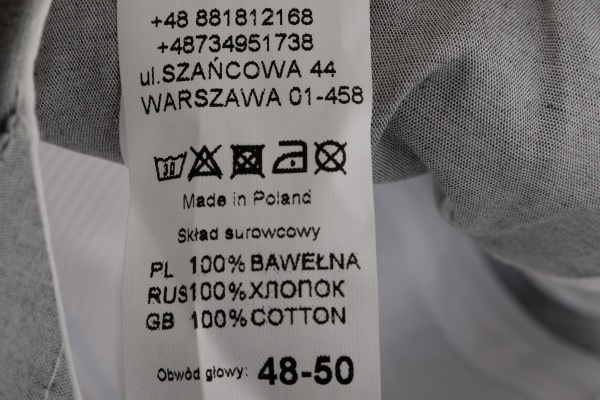 +48 881812168
+48734951738
ul.SZAŃCOWA 44
WARSZAWA 01-458
30
Made in Poland
Skład surowcowy
PL 100% BAWEŁNA
RUS100% ХЛОПОК
GB 100% COTTON
Obwód głowy: 48-50